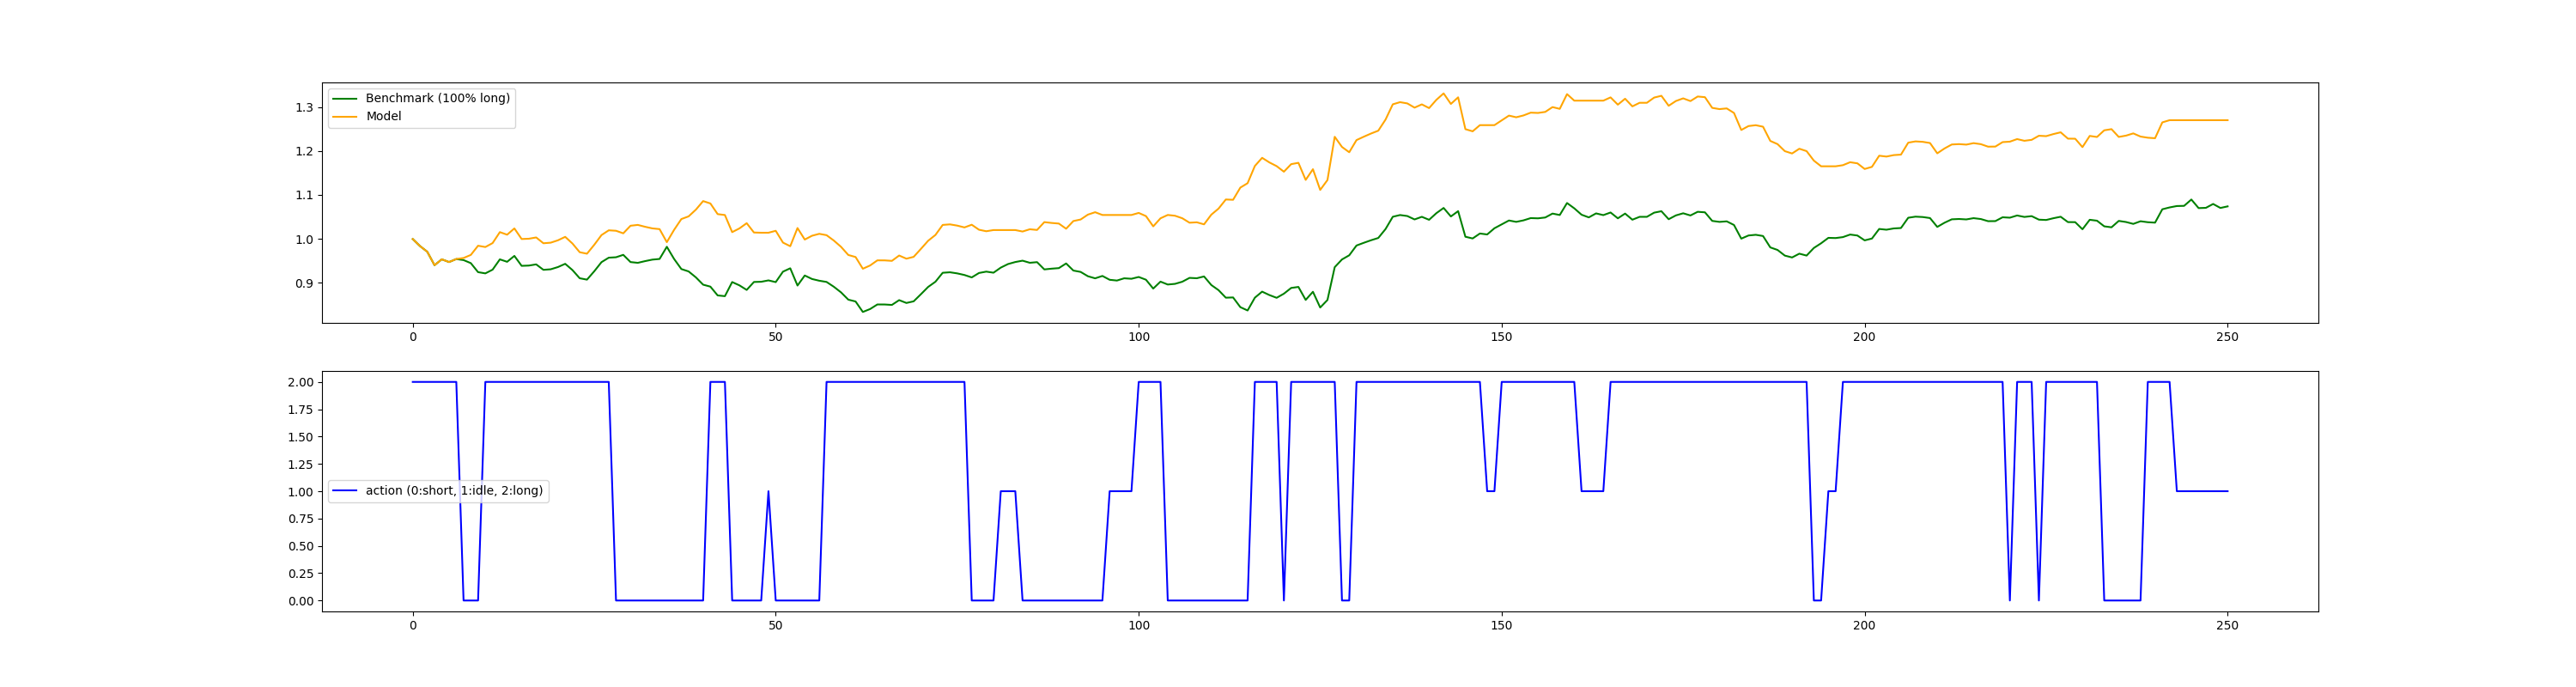 Benchmark (100% long)
Model
1.3
1.2
1.1
1.0
0.9
0 50 100 150 200 250
2.00
1.75
1.50
1.25
1.00
0.75
0.50
0.25
0.00
action (0:short, 1:idle, 2:long)
0 50 100 150 200 250